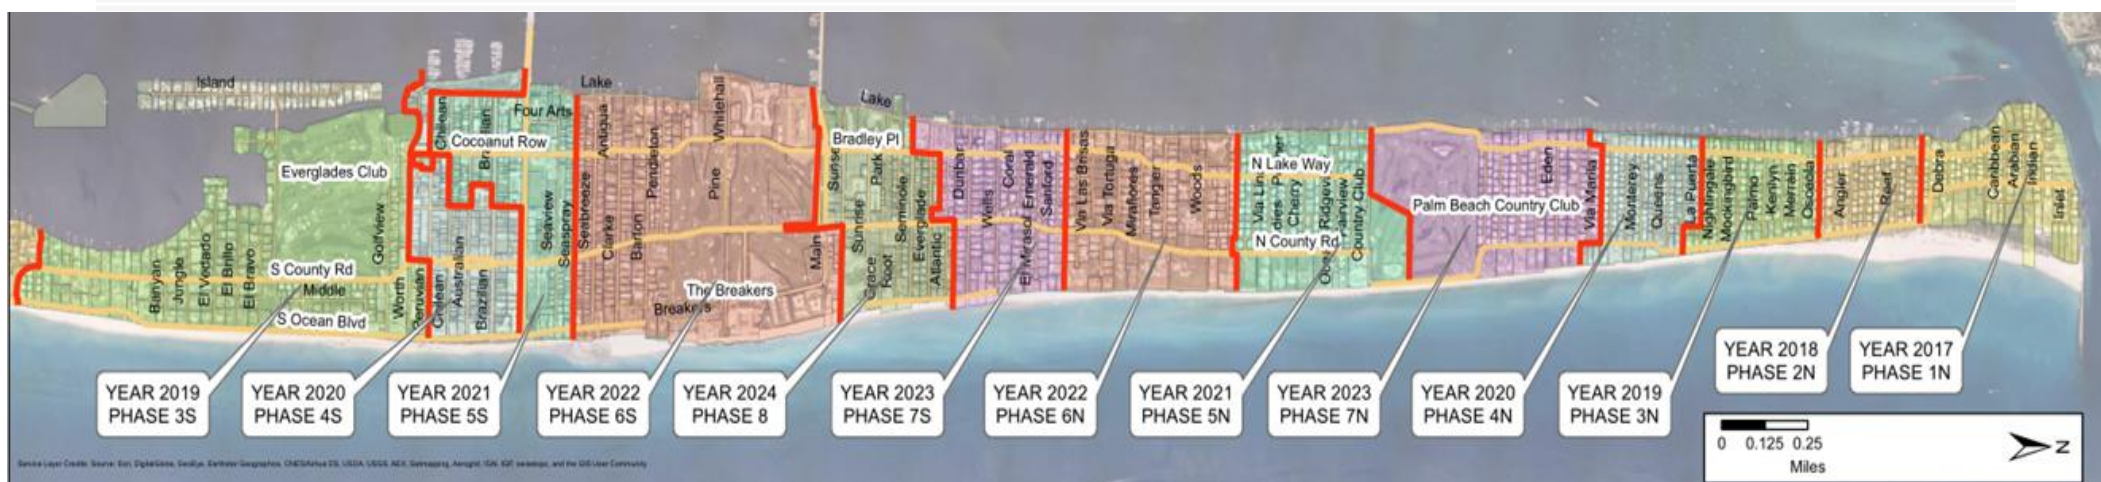 Island
Lake
Lake
Four Arts
Cocoanut Row
Chilean
Everglades Club
Golfview
Banyan
Jungle
El Vedado
El Brillo
El Bravo
S County Rd
Middle
S Ocean Blvd
Worth
Peruvian
Chilean
Australian
Brazilian
Seaview
Seaspray
Seabreeze
Antigua
Clarke
Barton
Pendleton
Pine
Whitehall
The Breakers
Breakers
Main
Sunrise
Bradley Pl
Park
Sunrise
Grace
Root
Seminole
Everglade
Atlantic
Dunbar
Wells
Coral
Emerald
El Mirasol
Sanford
Via Los Brisas
Via Tortuga
Miraflores
Tangier
Woods
N Lake Way
N County Rd
Cherry
Country Club
Palm Beach Country Club
Eden
Via Marila
Monterey
Queens
La Puerta
Nightingale
Mockingbird
Palmo
Kenlyn
Merrain
Osceola
Angler
Reef
Debra
Caribbean
Arabian
Indian
Inlet
YEAR 2019
PHASE 3S
YEAR 2020
PHASE 4S
YEAR 2021
PHASE 5S
YEAR 2022
PHASE 6S
YEAR 2024
PHASE 8
YEAR 2023
PHASE 7S
YEAR 2022
PHASE 6N
YEAR 2021
PHASE 5N
YEAR 2023
PHASE 7N
YEAR 2020
PHASE 4N
YEAR 2019
PHASE 3N
YEAR 2018
PHASE 2N
YEAR 2017
PHASE 1N
0 0.125 0.25
Miles
N